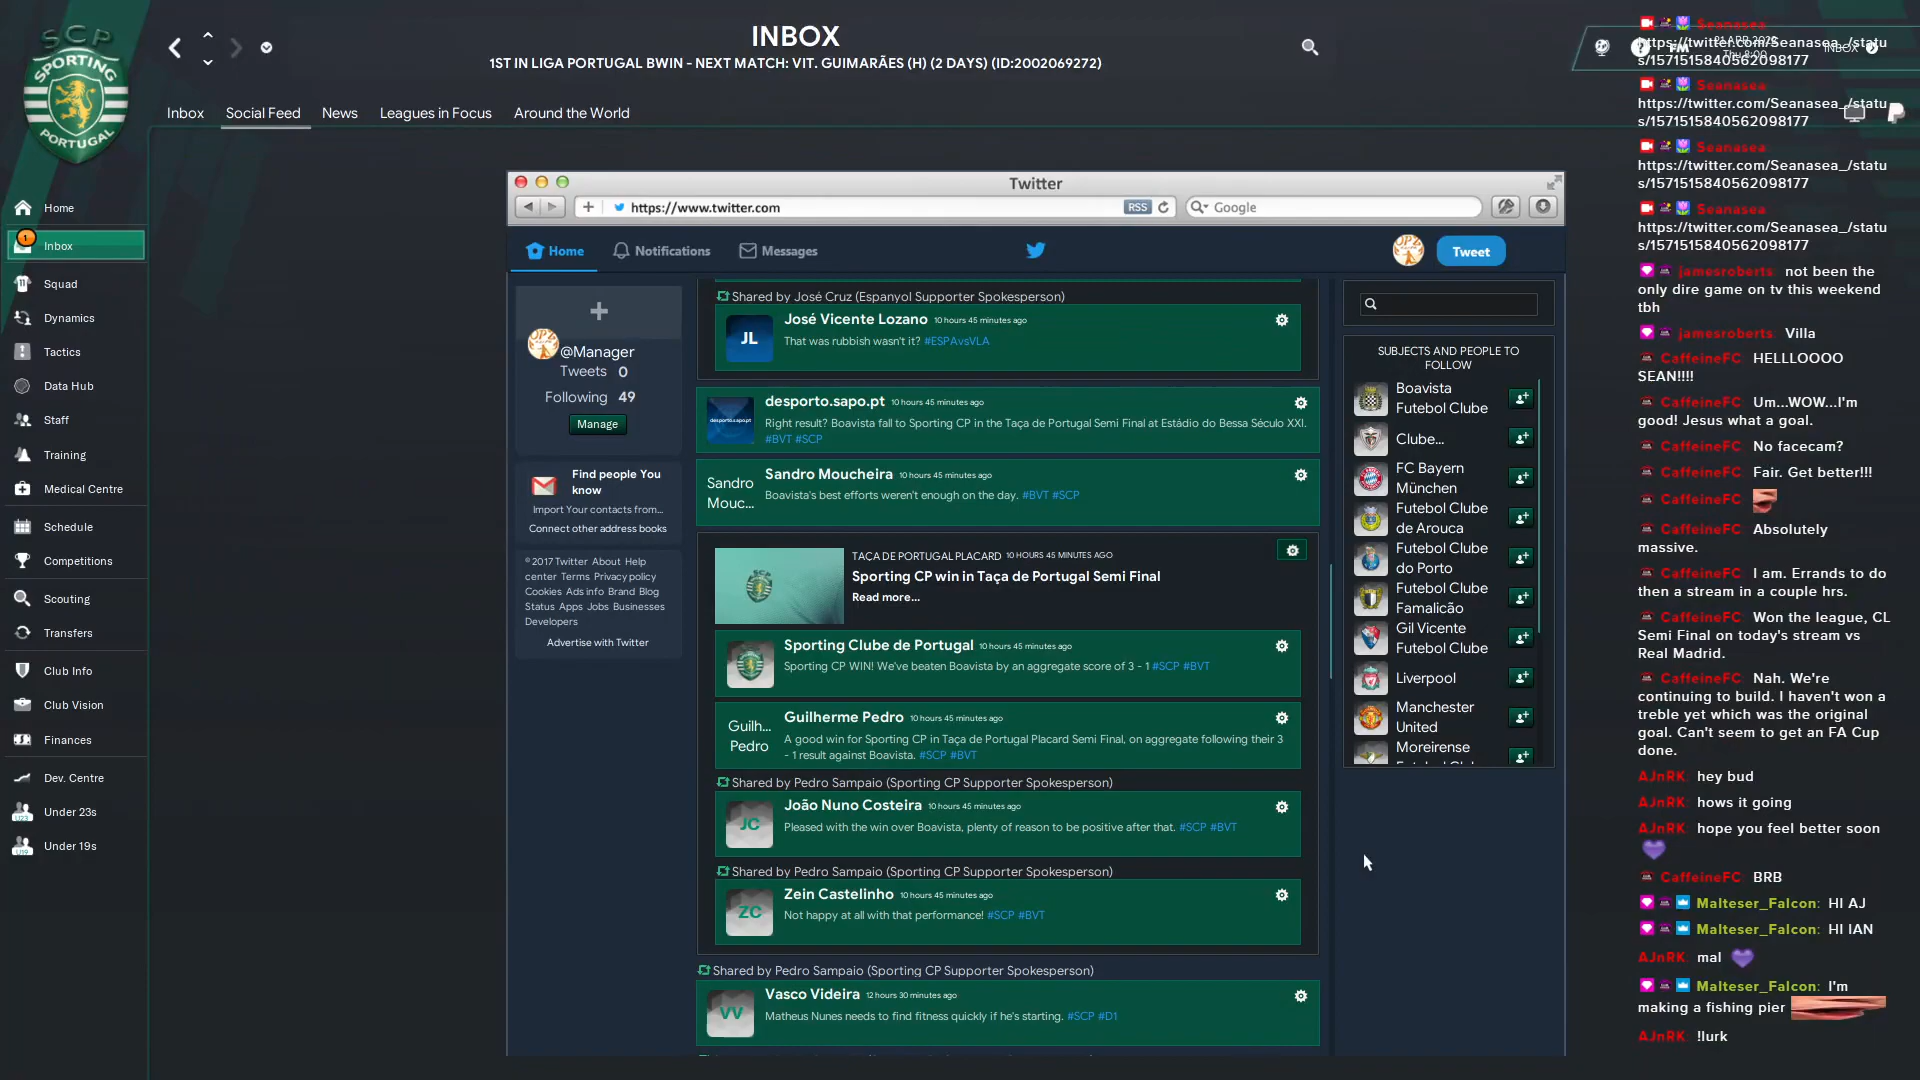 SCP
SPORTING
PORTUGAL
INBOX
1ST IN LIGA PORTUGAL BWIN - NEXT MATCH: VIT. GUIMARÃES (H) (2 DAYS) (ID:2002069272)
Inbox
Social Feed
News
Leagues in Focus
Around the World
FM
INBOX
Home
1
Inbox
Squad
Dynamics
Tactics
Data Hub
Staff
Training
Medical Centre
Schedule
Competitions
Scouting
Transfers
Club Info
Club Vision
Finances
Dev. Centre
U23
Under 23s
U19
Under 19s
Twitter
https://www.twitter.com
RSS
Google
Home
Notifications
Messages
Tweet
@Manager
Tweets 0
Following 49
Manage
Find people You
know
Import Your contacts from...
Connect other address books
©2017 Twitter About Help
center Terms Privacy policy
Cookies Ads info Brand Blog
Status Apps Jobs Businesses
Developers
Advertise with Twitter
Shared by José Cruz (Espanyol Supporter Spokesperson)
JL
José Vicente Lozano 10 hours 45 minutes ago
That was rubbish wasn't it? #ESPAvsVLA
desporto.sapo.pt
desporto.sapo.pt 10 hours 45 minutes ago
Right result? Boavista fall to Sporting CP in the Taça de Portugal Semi Final at Estádio do Bessa Século XXI.
#BVT #SCP
Sandro
Mouc...
Sandro Moucheira 10 hours 45 minutes ago
Boavista's best efforts weren't enough on the day. #BVT #SCP
TACA DE PORTUGAL PLACARD 10 HOURS 45 MINUTES AGO
Sporting CP win in Taça de Portugal Semi Final
Read more...
Sporting Clube de Portugal 10 hours 45 minutes ago
Sporting CP WIN! We've beaten Boavista by an aggregate score of 3 - 1 #SCP #BVT
Guilh...
Pedro
Guilherme Pedro 10 hours 45 minutes ago
A good win for Sporting CP in Taça de Portugal Placard Semi Final, on aggregate following their 3
- 1 result against Boavista. #SCP #BVT
Shared by Pedro Sampaio (Sporting CP Supporter Spokesperson)
JC
João Nuno Costeira 10 hours 45 minutes ago
Pleased with the win over Boavista, plenty of reason to be positive after that. #SCP #BVT
Shared by Pedro Sampaio (Sporting CP Supporter Spokesperson)
ZC
Zein Castelinho 10 hours 45 minutes ago
Not happy at all with that performance! #SCP #BVT
Shared by Pedro Sampaio (Sporting CP Supporter Spokesperson)
VV
Vasco Videira 12 hours 30 minutes ago
Matheus Nunes needs to find fitness quickly if he's starting. #SCP #D1
SUBJECTS AND PEOPLE TO
FOLLOW
Boavista
Futebol Clube
Clube...
FC Bayern
München
Futebol Clube
de Arouca
Futebol Clube
do Porto
Futebol Clube
Famalicão
Gil Vicente
Futebol Clube
Liverpool
Manchester
United
Moreirense
Seanasea
https://twitter.com/Seanasea_/statu
s/1571515840562098177
Seanasea
https://twitter.com/Seanasea_/statu
s/1571515840562098177
Seanasea
https://twitter.com/Seanasea_/statu
s/1571515840562098177
Seanasea
https://twitter.com/Seanasea_/statu
s/1571515840562098177
jamesroberts: not been the
only dire game on tv this weekend
tbh
jamesroberts: Villa
CaffeineFC: HELLLOOOO
SEAN!!!!
CaffeineFC: Um...WOW...I'm
good! Jesus what a goal.
CaffeineFC: No facecam?
CaffeineFC: Fair. Get better!!!
CaffeineFC:
CaffeineFC: Absolutely
massive.
CaffeineFC: I am. Errands to do
then a stream in a couple hrs.
CaffeineFC: Won the league, CL
Semi Final on today's stream vs
Real Madrid.
CaffeineFC: Nah. We're
continuing to build. I haven't won a
treble yet which was the original
goal. Can't seem to get an FA Cup
done.
AJnRK: hey bud
AJnRK: hows it going
AJnRK: hope you feel better soon
CaffeineFC: BRB
Malteser_Falcon: HI AJ
Malteser_Falcon: HI IAN
AJnRK: mal
Malteser_Falcon: I'm
making a fishing pier
AJnRK: !lurk